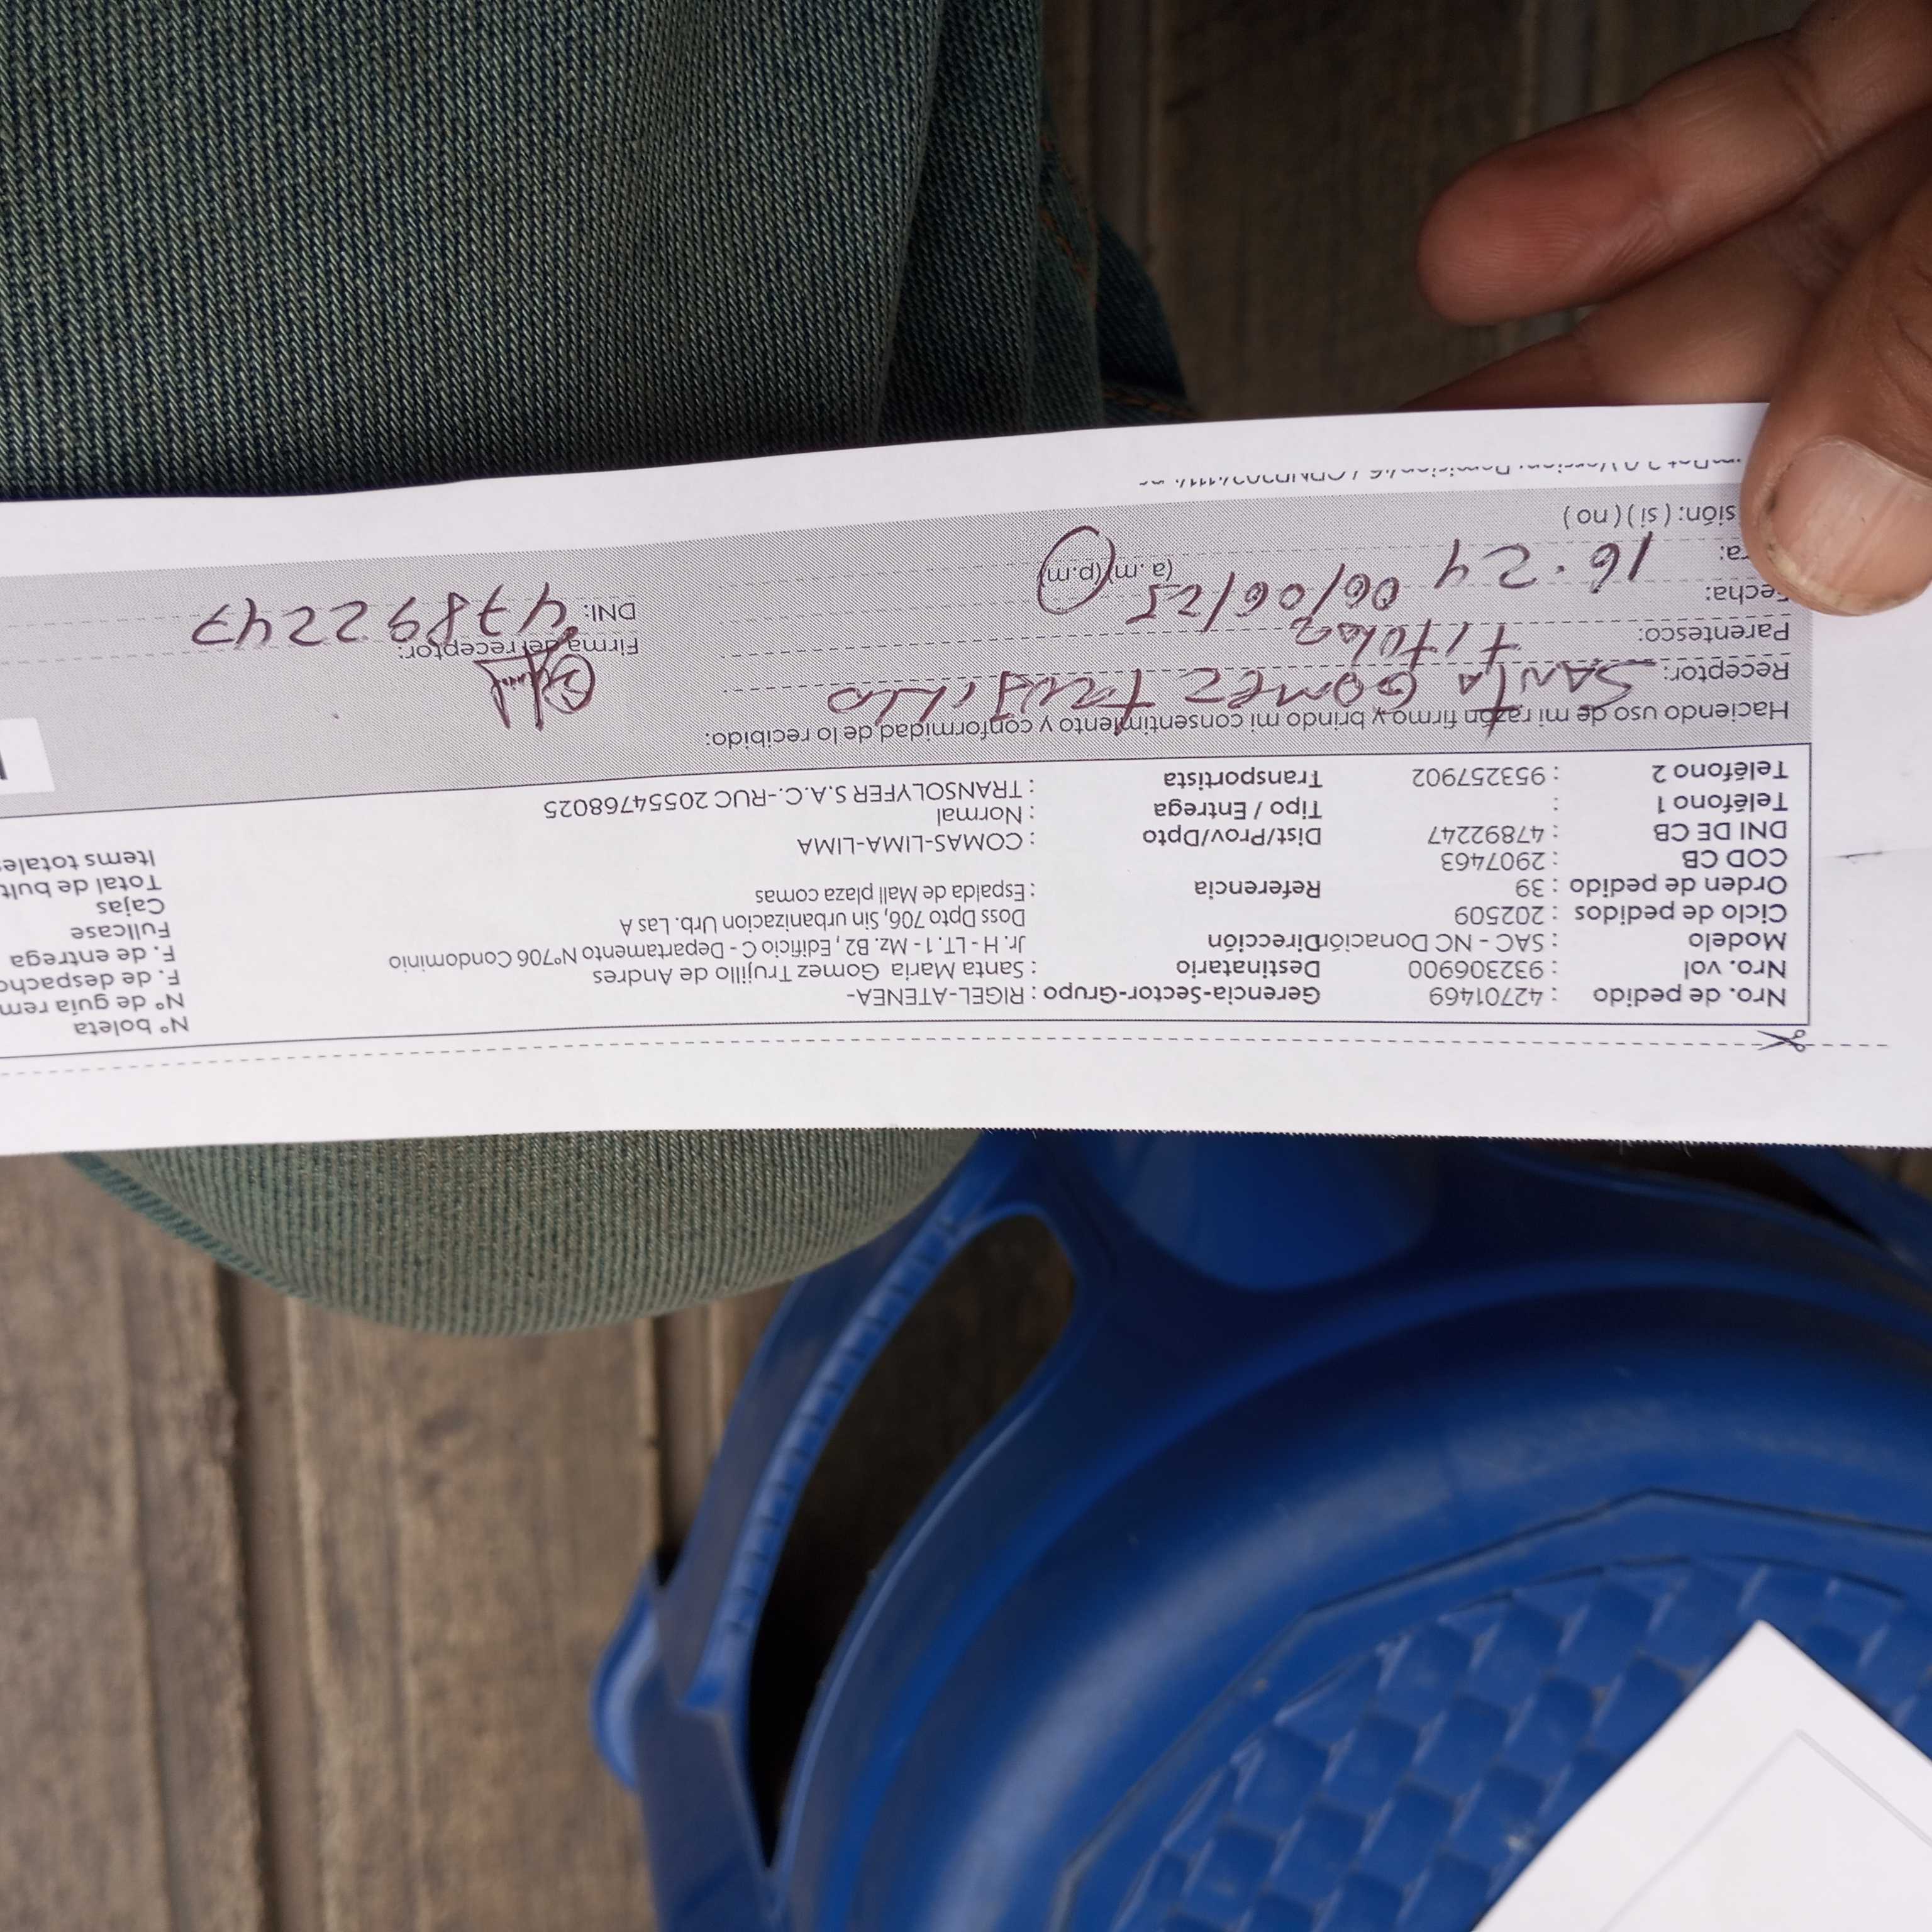 Nº boleta
Nro. de pedido : 42701469 Gerencia-Sector-Grupo : RIGEL-ATENEA- Nº de guia rem
Nro. vol : 932306900 Destinatario : Santa Maria Gomez Trujillo de Andres F. de despacho
Modelo : SAC - NC Donación Dirección Jr. H - LT. 1 - Mz. B2 , Edificio C - Departamento Nº706 Condominio F. de entrega
Ciclo de pedidos : 202509 Doss Dpto 706, Sin urbanizacion Urb. Las A Fullcase
Orden de pedido : 39 Referencia : Espalda de Mall plaza comas Cajas
COD CB : 2907463 Total de bult
DNI DE CB : 47892247 Dist/Prov/Dpto : COMAS-LIMA-LIMA Items totales
Teléfono 1 : Tipo / Entrega : Normal
Teléfono 2 : 953257902 Transportista : TRANSOLYFER S.A.C.-RUC 20554768025
Haciendo uso de mi razón firmo y brindo mi consentimiento y conformidad de lo recibido:
Receptor: SANTA GOMEZ TRUJILLO
Parentesco: titular Firma del receptor:
Fecha: 06/06/25 DNI: 47892247
ra: 16.24 (a.m)(p.m)
sión: ( si ) ( no )